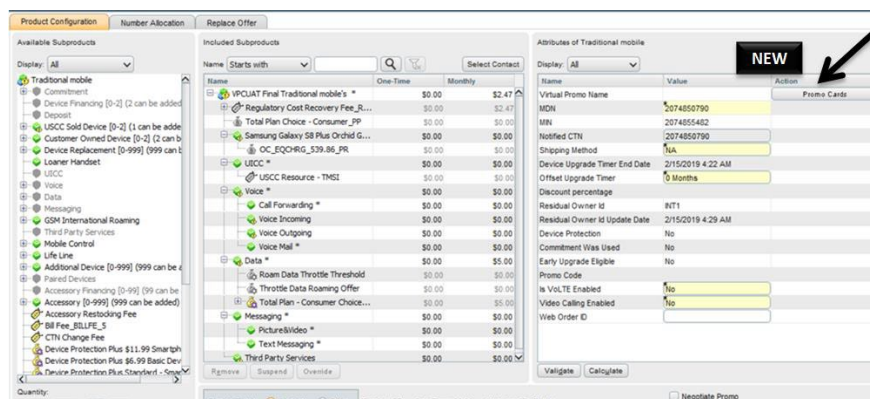 Product Configuration
Number Allocation
Replace Offer
Available Subproducts
Display: All
Traditional mobile
Commitment
Device Financing [0-2] (2 can be added
Deposit
USCC Sold Device [0-2] (1 can be adde
Customer Owned Device [0-2] (2 can b
Device Replacement [0-999] (999 can b
Loaner Handset
UICC
Voice
Data
Messaging
GSM International Roaming
Third Party Services
Mobile Control
Life Line
Additional Device [0-999] (999 can be a
Paired Devices
Accessory Financing [0-99] (99 can be
Accessory [0-999] (999 can be added)
Accessory Restocking Fee
Bill Fee_BILLFE_5
CTN Change Fee
Device Protection Plus $11.99 Smartph
Device Protection Plus $6.99 Basic Dev
Device Protection Plus Standard - Smar
Quantity:
Included Subproducts
Name Starts with Select Contact
Name One-Time Monthly
VPCUAT Final Traditional mobile's * $0.00 $2.47
Regulatory Cost Recovery Fee_R... $0.00 $2.47
Total Plan Choice - Consumer_PP $0.00 $0.00
Samsung Galaxy S8 Plus Orchid G... $0.00 $0.00
OC_EQCHRG_539.86_PR $0.00 $0.00
UICC * $0.00 $0.00
USCC Resource - TMSI $0.00 $0.00
Voice * $0.00 $0.00
Call Forwarding * $0.00 $0.00
Voice Incoming $0.00 $0.00
Voice Outgoing $0.00 $0.00
Voice Mail * $0.00 $0.00
Data * $0.00 $5.00
Roam Data Throttle Threshold $0.00 $0.00
Throttle Data Roaming Offer $0.00 $0.00
Total Plan - Consumer Choice... $0.00 $5.00
Messaging * $0.00 $0.00
Picture&Video * $0.00 $0.00
Text Messaging * $0.00 $0.00
Third Party Services $0.00 $0.00
Remove Suspend Override
Attributes of Traditional mobile
Display: All
NEW
Name Value Action
Virtual Promo Name Promo Cards
MDN 2074850790
MIN 2074855482
Notified CTN 2074850790
Shipping Method NA
Device Upgrade Timer End Date 2/15/2019 4:22 AM
Offset Upgrade Timer 0 Months
Discount percentage
Residual Owner Id INT1
Residual Owner Id Update Date 2/15/2019 4:29 AM
Device Protection No
Commitment Was Used No
Early Upgrade Eligible No
Promo Code
Is VoLTE Enabled No
Video Calling Enabled No
Web Order ID
Validate Calculate
Negotiate Promo